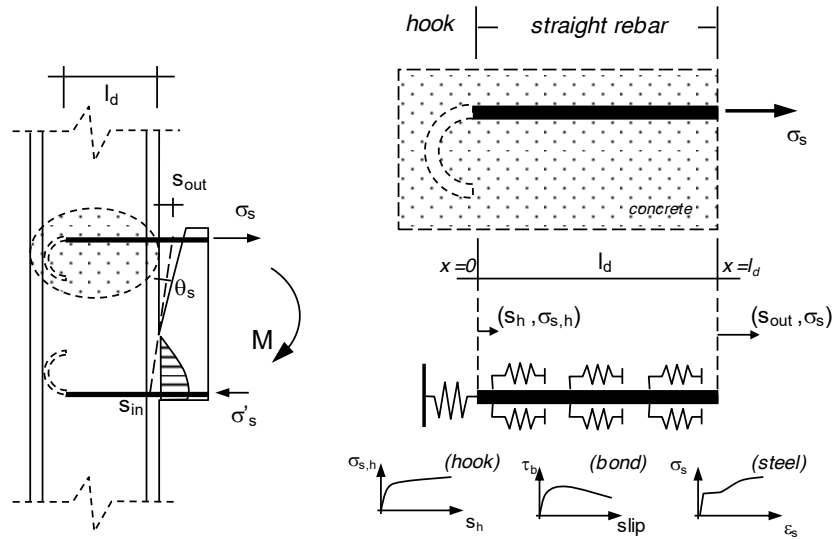 l_d
s_out
σ_s
θ_s
M
s_in
σ'_s
hook
straight rebar
σ_s
concrete
x=0
l_d
x=l_d
(s_h ,σ_s,h)
(s_out ,σ_s)
σ_s,h
(hook)
s_h
τ_b
(bond)
slip
σ_s
(steel)
ε_s